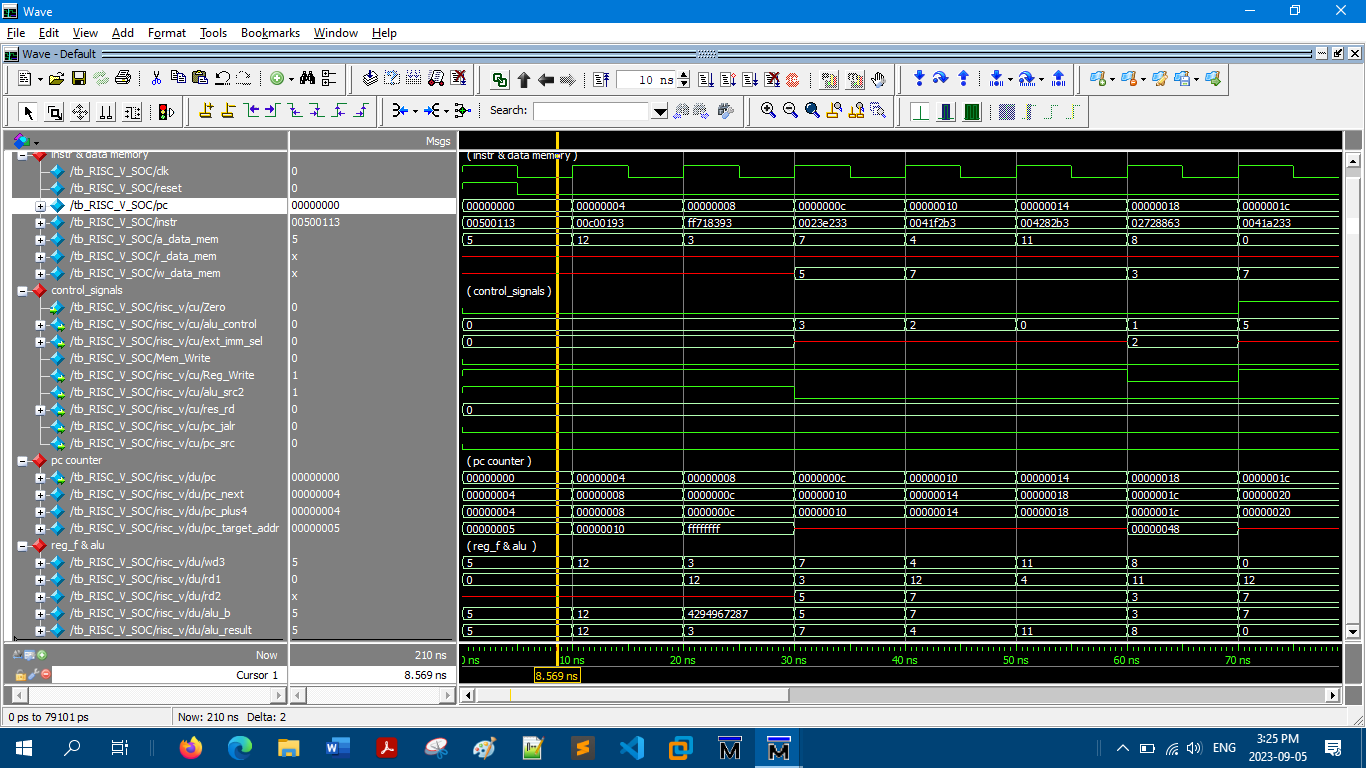 Wave
File Edit View Add Format Tools Bookmarks Window Help
Wave - Default
10 ns
Search:
Msgs
instr & data memory ( instr & data memory )
/tb_RISC_V_SOC/clk 0
/tb_RISC_V_SOC/reset 0
/tb_RISC_V_SOC/pc 00000000 00000000 00000004 00000008 0000000c 00000010 00000014 00000018 0000001c
/tb_RISC_V_SOC/instr 00500113 00500113 00c00193 ff718393 0023e233 0041f2b3 004282b3 02728863 0041a233
/tb_RISC_V_SOC/a_data_mem 5 5 12 3 7 4 11 8 0
/tb_RISC_V_SOC/r_data_mem x
/tb_RISC_V_SOC/w_data_mem x 5 7 3 7
control_signals ( control_signals )
/tb_RISC_V_SOC/risc_v/cu/Zero 0
/tb_RISC_V_SOC/risc_v/cu/alu_control 0 0 3 2 0 1 5
/tb_RISC_V_SOC/risc_v/cu/ext_imm_sel 0 0 2
/tb_RISC_V_SOC/Mem_Write 0
/tb_RISC_V_SOC/risc_v/cu/Reg_Write 1
/tb_RISC_V_SOC/risc_v/cu/alu_src2 1
/tb_RISC_V_SOC/risc_v/cu/res_rd 0 0
/tb_RISC_V_SOC/risc_v/cu/pc_jalr 0
/tb_RISC_V_SOC/risc_v/cu/pc_src 0
pc counter ( pc counter )
/tb_RISC_V_SOC/risc_v/du/pc 00000000 00000000 00000004 00000008 0000000c 00000010 00000014 00000018 0000001c
/tb_RISC_V_SOC/risc_v/du/pc_next 00000004 00000004 00000008 0000000c 00000010 00000014 00000018 0000001c 00000020
/tb_RISC_V_SOC/risc_v/du/pc_plus4 00000004 00000004 00000008 0000000c 00000010 00000014 00000018 0000001c 00000020
/tb_RISC_V_SOC/risc_v/du/pc_target_addr 00000005 00000005 00000010 ffffffff 00000048
reg_f & alu ( reg_f & alu )
/tb_RISC_V_SOC/risc_v/du/wd3 5 5 12 3 7 4 11 8 0
/tb_RISC_V_SOC/risc_v/du/rd1 0 0 12 3 12 4 11 12
/tb_RISC_V_SOC/risc_v/du/rd2 x 5 7 3 7
/tb_RISC_V_SOC/risc_v/du/alu_b 5 5 12 4294967287 5 7 3 7
/tb_RISC_V_SOC/risc_v/du/alu_result 5 5 12 3 7 4 11 8 0
Now 210 ns 0 ns 10 ns 20 ns 30 ns 40 ns 50 ns 60 ns 70 ns
Cursor 1 8.569 ns 8.569 ns
0 ps to 79101 ps Now: 210 ns Delta: 2
ENG 3:25 PM
2023-09-05